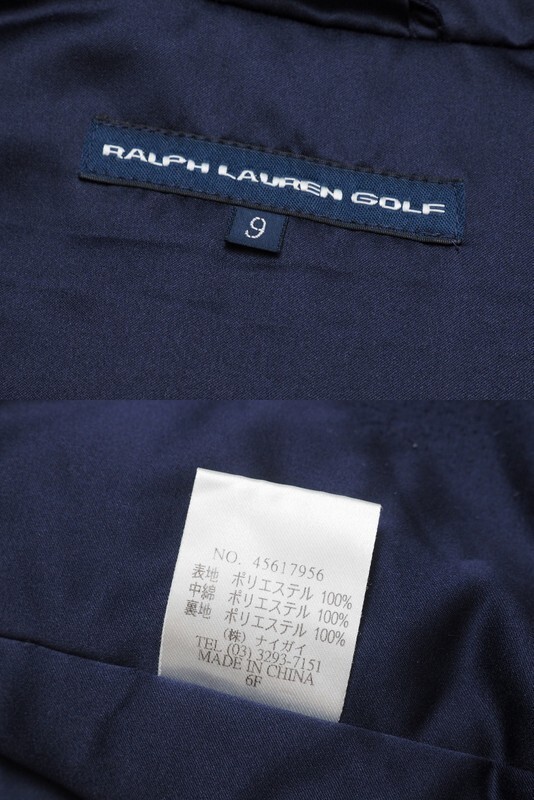 RALPH LAUREN GOLF
9
NO. 45617956
表地 ポリエステル 100%
中綿 ポリエステル 100%
裏地 ポリエステル 100%
(株) ナイガイ
TEL (03) 3293-7151
MADE IN CHINA
6F